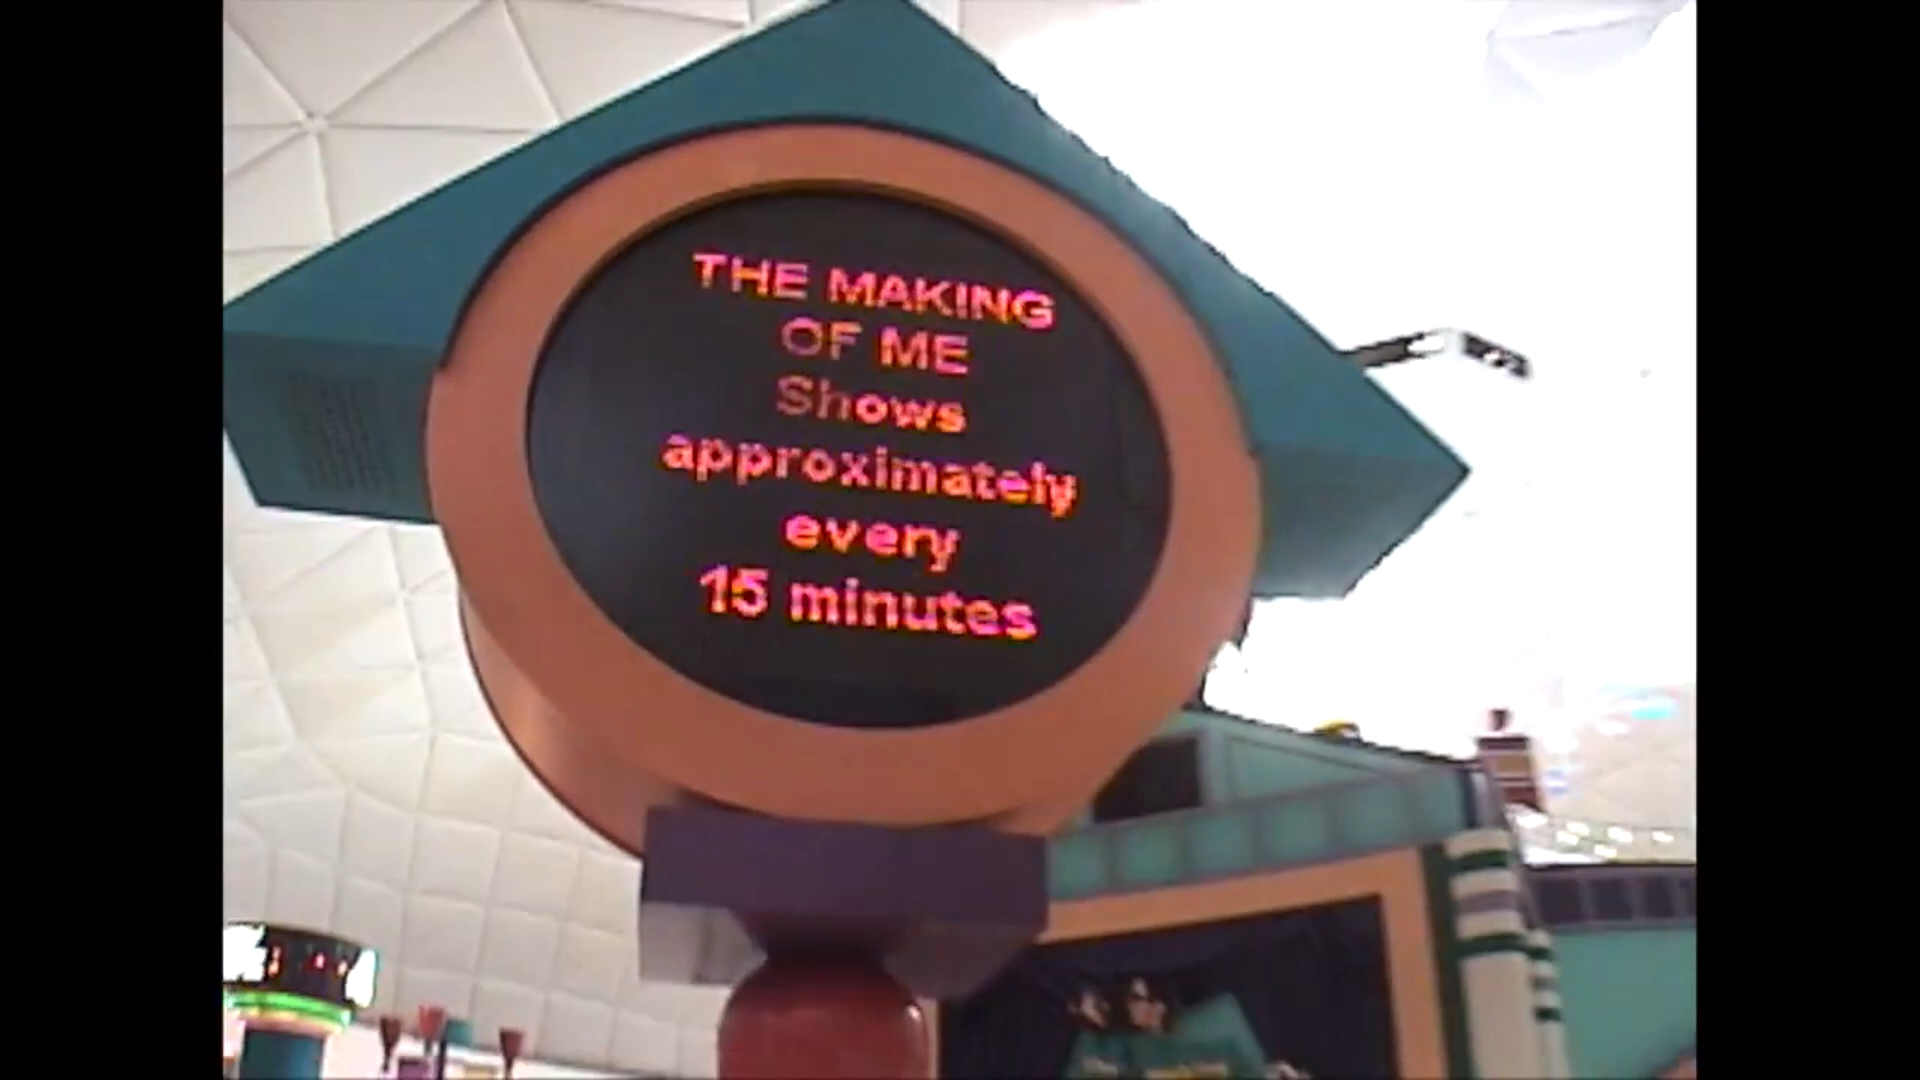 THE MAKING
OF ME
Shows
approximately
every
15 minutes